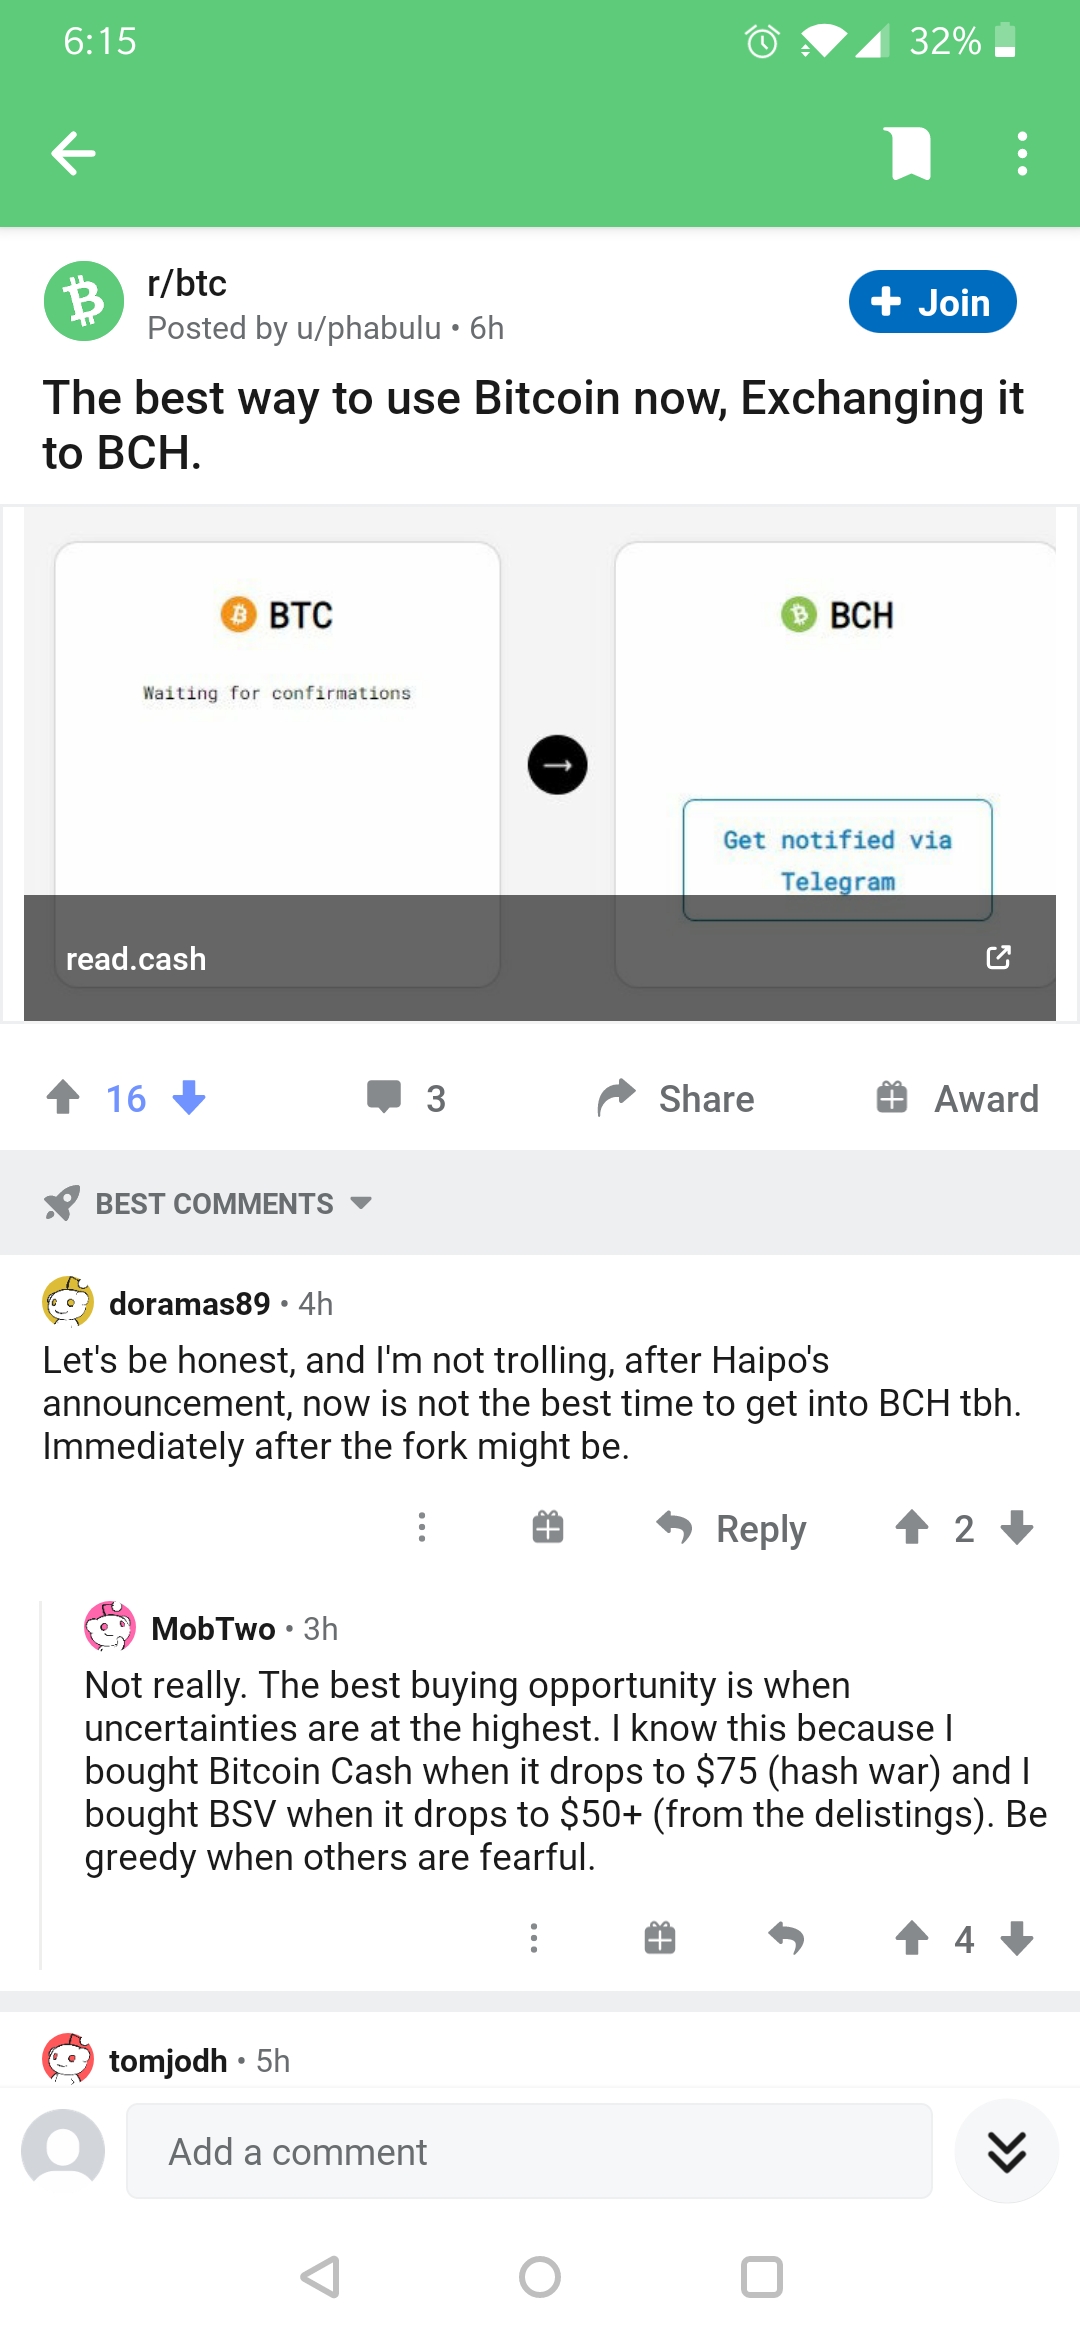 6:15
32%
r/btc
Join
Posted by u/phabulu • 6h
The best way to use Bitcoin now, Exchanging it
to BCH.
BTC
BCH
Waiting for confirmations
Get notified via
Telegram
read.cash
16
3
Share
Award
BEST COMMENTS
doramas89 • 4h
Let's be honest, and I'm not trolling, after Haipo's
announcement, now is not the best time to get into BCH tbh.
Immediately after the fork might be.
Reply
2
MobTwo • 3h
Not really. The best buying opportunity is when
uncertainties are at the highest. I know this because I
bought Bitcoin Cash when it drops to $75 (hash war) and I
bought BSV when it drops to $50+ (from the delistings). Be
greedy when others are fearful.
4
tomjodh • 5h
Add a comment